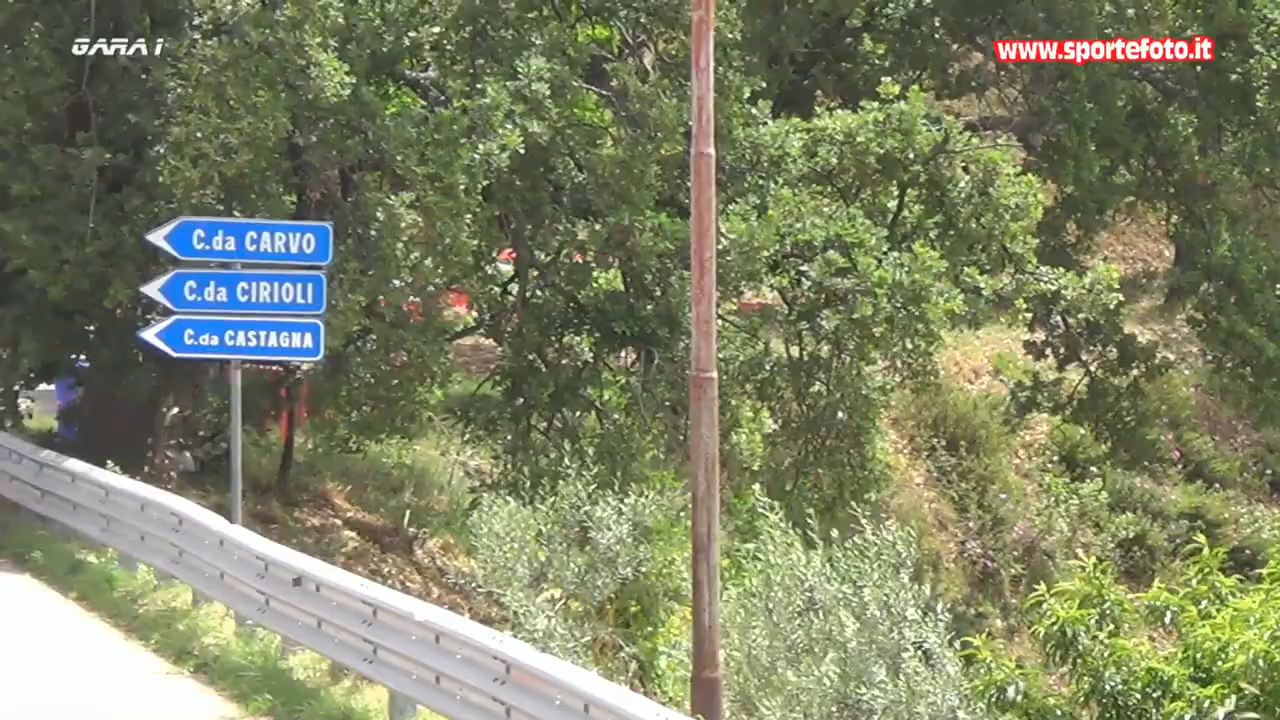 GARA 1
www.sportefoto.it
C.da CARVO
C.da CIRIOLI
C.da CASTAGNA